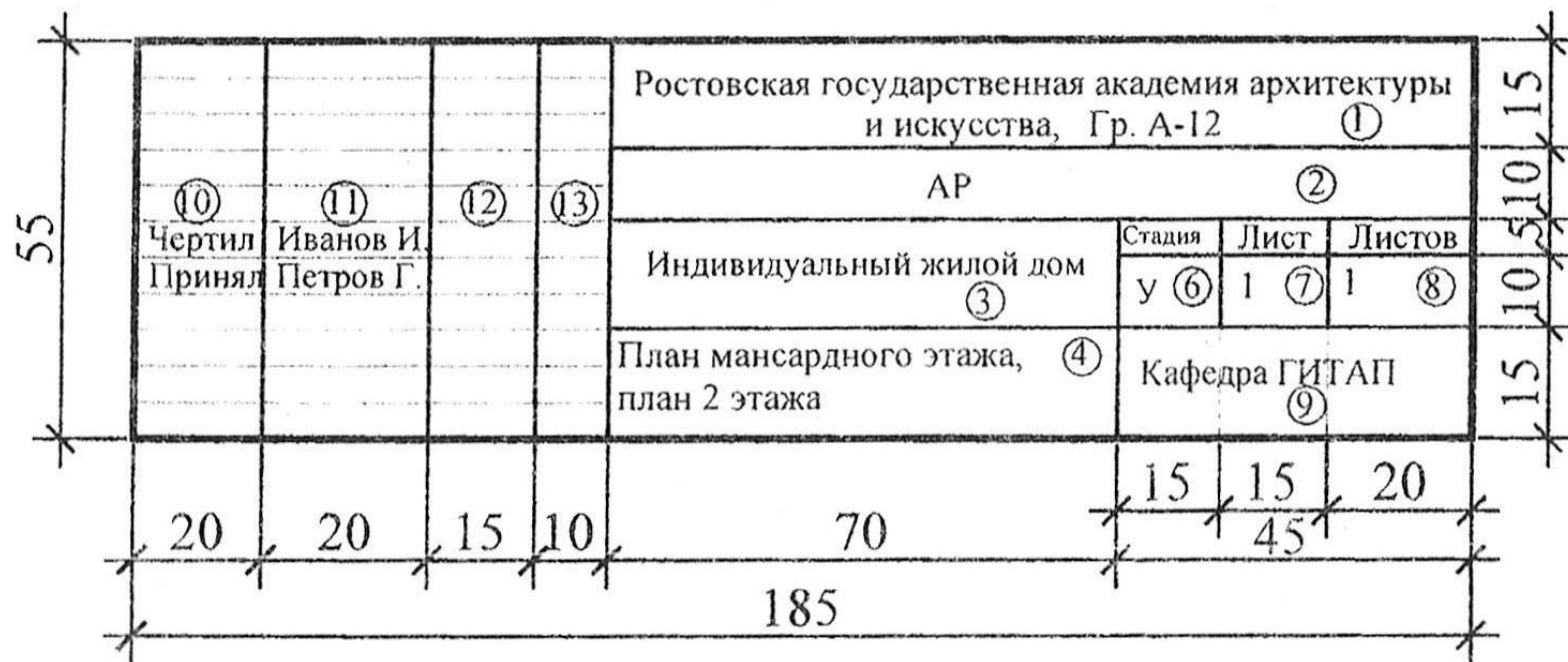 Ростовская государственная академия архитектуры
и искусства, Гр. А-12 1
АР 2
10 11 12 13
Чертил Иванов И.
Принял Петров Г.
Индивидуальный жилой дом
3
Стадия Лист Листов
У 6 1 7 1 8
План мансардного этажа, 4
план 2 этажа
Кафедра ГИТАП
9
55
15
10
5
10
15
15 15 20
20 20 15 10 70 45
185